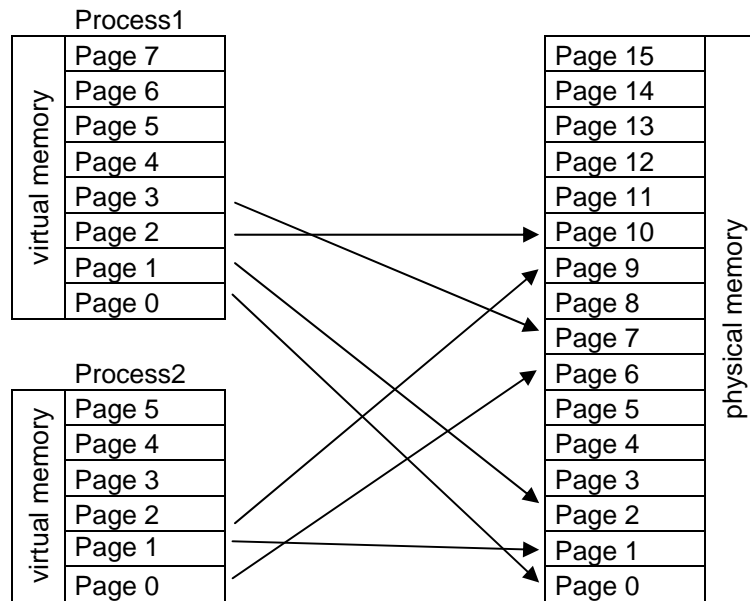 Process1
virtual memory
Page 7
Page 6
Page 5
Page 4
Page 3
Page 2
Page 1
Page 0
Process2
virtual memory
Page 5
Page 4
Page 3
Page 2
Page 1
Page 0
Page 15
Page 14
Page 13
Page 12
Page 11
Page 10
Page 9
Page 8
Page 7
Page 6
Page 5
Page 4
Page 3
Page 2
Page 1
Page 0
physical memory